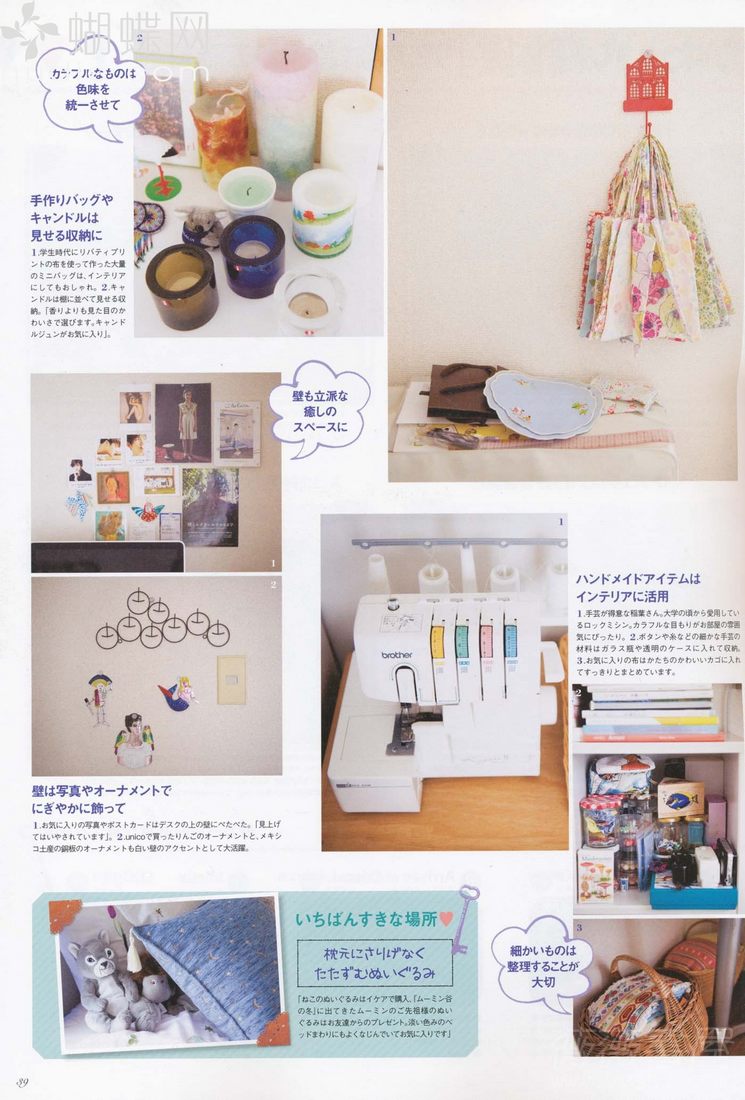 蝴蝶网
カラフルなものは
色味を
統一させて
2
1
手作りバッグや
キャンドルは
見せる収納に
1.学生時代にリバティプリ
ントの布を使って作った大量
のミニバッグは、インテリア
にしてもおしゃれ。2.キャ
ンドルは棚に並べて見せる収
納。「香りよりも見た目のか
わいさで選びます。キャンド
ルジュンがお気に入り」。
壁も立派な
癒しの
スペースに
1
2
壁は写真やオーナメントで
にぎやかに飾って
1.お気に入りの写真やポストカードはデスクの上の壁にぺたぺた。「見上げ
てはいやされています」。2.unicoで買ったりんごのオーナメントと、メキシ
コ土産の銅板のオーナメントも白い壁のアクセントとして大活躍。
1
brother
ハンドメイドアイテムは
インテリアに活用
1.手芸が得意な稲葉さん。大学の頃から愛用して
いるロックミシン。カラフルな目もりがお部屋の雰囲
気にぴったり。2.ボタンや糸などの細かな手芸の
材料はガラス瓶や透明のケースに入れて収納。
3.お気に入りの布はかたちのかわいいカゴに入れ
てすっきりとまとめています。
2
3
細かいものは
整理することが
大切
いちばんすきな場所♥
枕元にさりげなく
たたずむぬいぐるみ
「ねこのぬいぐるみはイケアで購入。『ムーミン谷
の冬』に出てきたムーミンのご先祖様のぬい
ぐるみはお友達からのプレゼント。淡い色みのベ
ッドまわりにもよくなじんでいてお気に入りです」
39